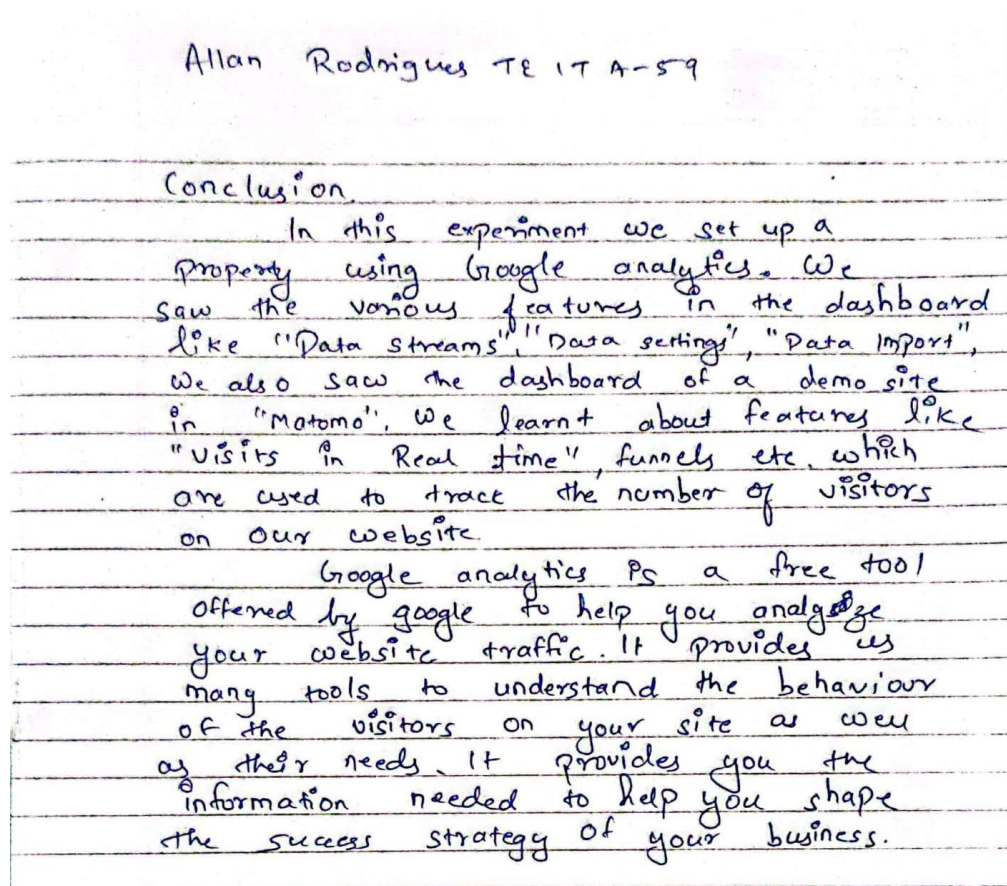 Allan Rodrigues TE IT A-59
Conclusion.
In this experiment we set up a
property using Google analytics. We
saw the various features in the dashboard
like "Data streams", "Data settings", "Data Import",
We also saw the dashboard of a demo site
in "Matomo". We learnt about features like
"Visits in Real time", funnels etc. which
are used to track the number of visitors
on our website.
Google analytics is a free tool
offered by google to help you analyze
your website traffic. It provides us
many tools to understand the behaviour
of the visitors on your site as well
as their needs. It provides you the
information needed to help you shape
the success strategy of your business.